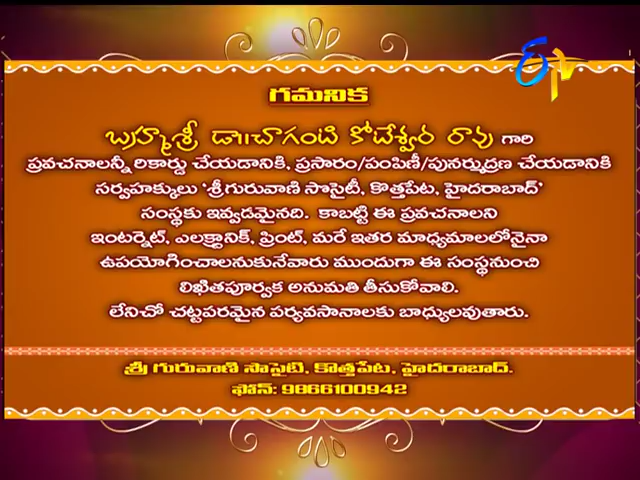 ETV
గమనిక
బ్రహ్మశ్రీ డా॥చాగంటి కోటేశ్వర రావు గారి
ప్రవచనాలన్నీ రికార్డు చేయడానికి, ప్రసారం/పంపిణీ/పునర్ముద్రణ చేయడానికి
సర్వహక్కులు ‘శ్రీగురువాణి సొసైటీ, కొత్తపేట, హైదరాబాద్’
సంస్థకు ఇవ్వడమైనది. కాబట్టి ఈ ప్రవచనాలని
ఇంటర్నెట్, ఎలక్ట్రానిక్, ప్రింట్, మరే ఇతర మాధ్యమాలలోనైనా
ఉపయోగించాలనుకునేవారు ముందుగా ఈ సంస్థనుంచి
లిఖితపూర్వక అనుమతి తీసుకోవాలి.
లేనిచో చట్టపరమైన పర్యవసానాలకు బాధ్యులవుతారు.
శ్రీ గురువాణి సొసైటి, కొత్తపేట, హైదరాబాద్.
ఫోన్: 9866100942